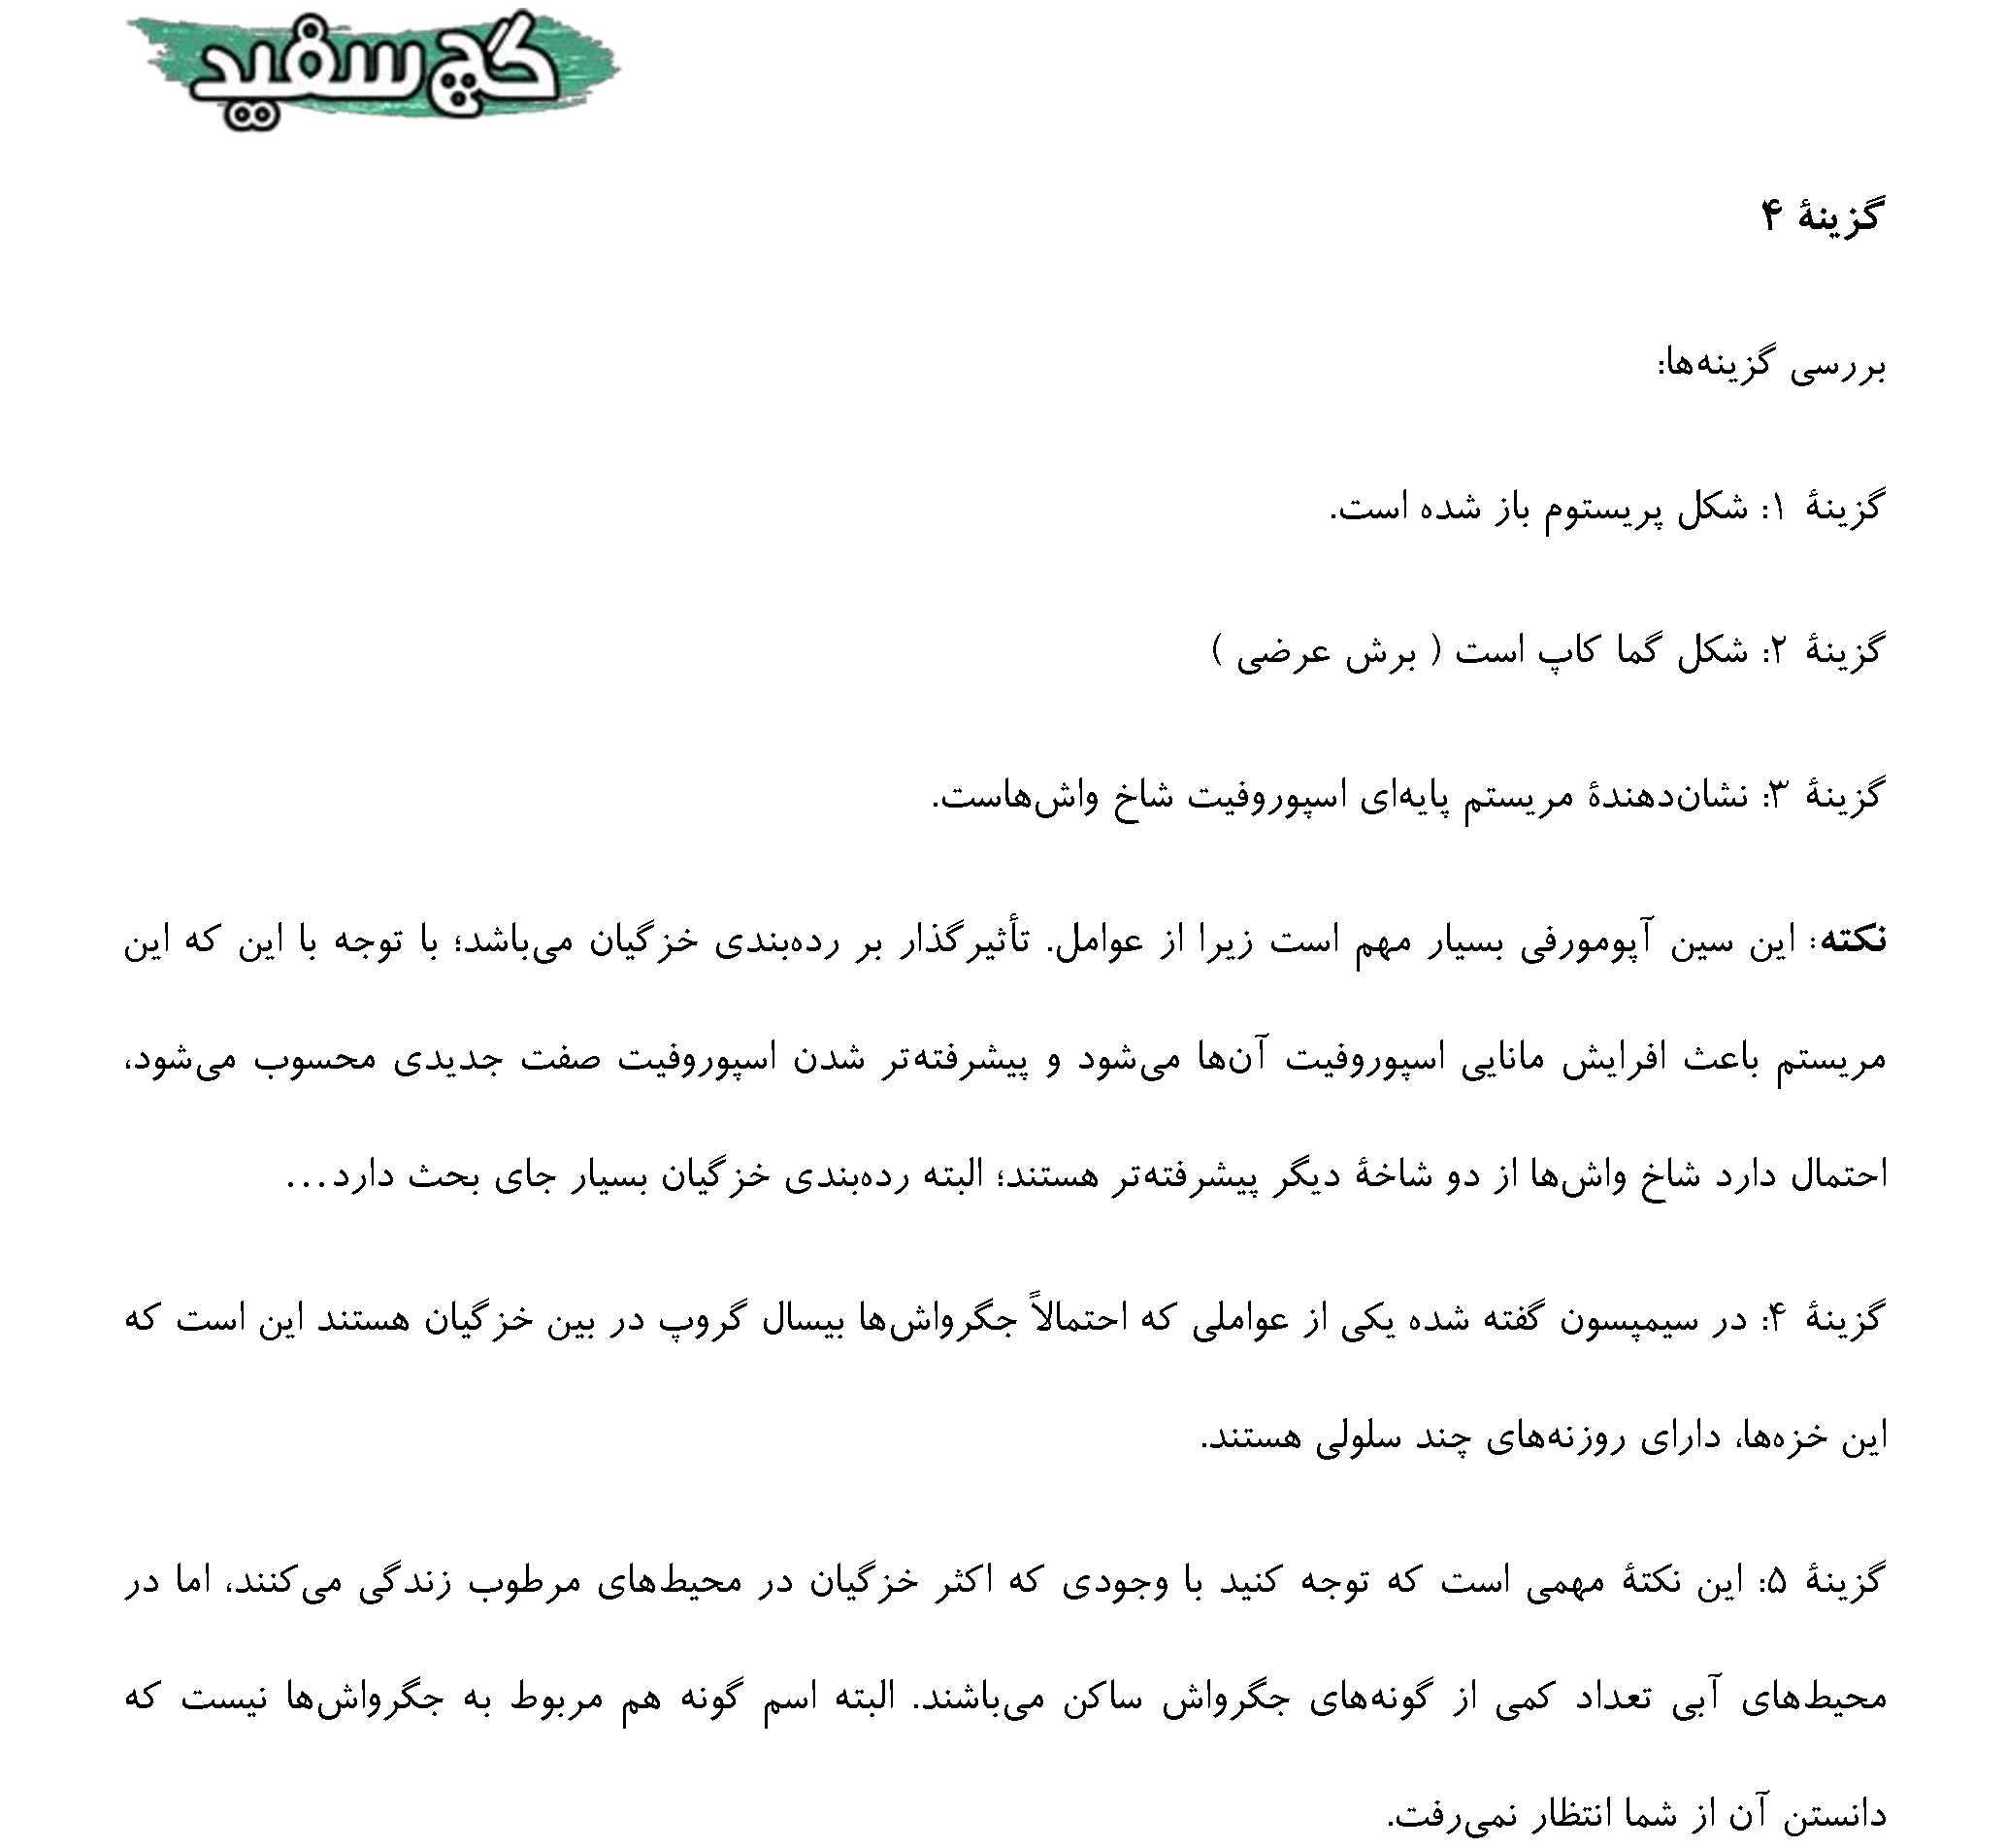 گچ سفید
گزینهٔ ۴
بررسی گزینه‌ها:
گزینهٔ ۱: شکل پریستوم باز شده است.
گزینهٔ ۲: شکل گما کاپ است ( برش عرضی )
گزینهٔ ۳: نشان‌دهندهٔ مریستم پایه‌ای اسپوروفیت شاخ واش‌هاست.
نکته: این سین آپومورفی بسیار مهم است زیرا از عوامل. تأثیرگذار بر رده‌بندی خزگیان می‌باشد؛ با توجه با این که این
مریستم باعث افرایش مانایی اسپوروفیت آن‌ها می‌شود و پیشرفته‌تر شدن اسپوروفیت صفت جدیدی محسوب می‌شود،
احتمال دارد شاخ واش‌ها از دو شاخهٔ دیگر پیشرفته‌تر هستند؛ البته رده‌بندی خزگیان بسیار جای بحث دارد...
گزینهٔ ۴: در سیمپسون گفته شده یکی از عواملی که احتمالاً جگرواش‌ها بیسال گروپ در بین خزگیان هستند این است که
این خزه‌ها، دارای روزنه‌های چند سلولی هستند.
گزینهٔ ۵: این نکتهٔ مهمی است که توجه کنید با وجودی که اکثر خزگیان در محیط‌های مرطوب زندگی می‌کنند، اما در
محیط‌های آبی تعداد کمی از گونه‌های جگرواش ساکن می‌باشند. البته اسم گونه هم مربوط به جگرواش‌ها نیست که
دانستن آن از شما انتظار نمی‌رفت.